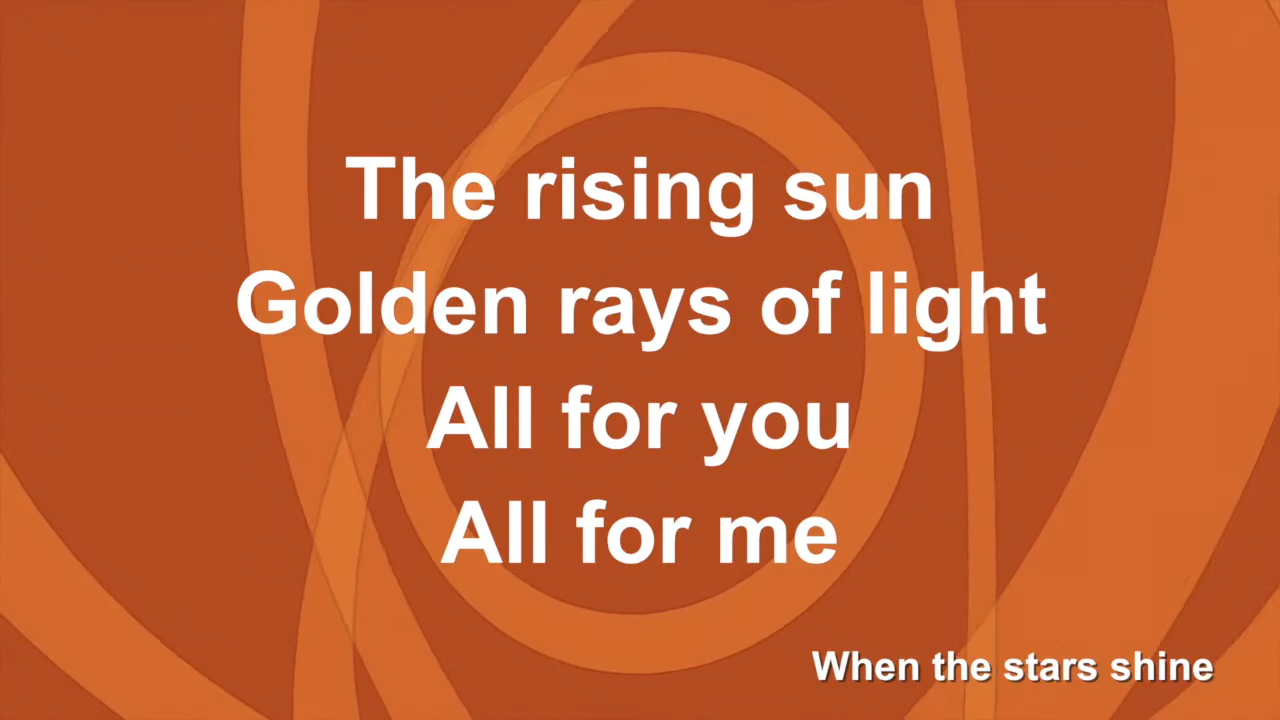 The rising sun
Golden rays of light
All for you
All for me
When the stars shine